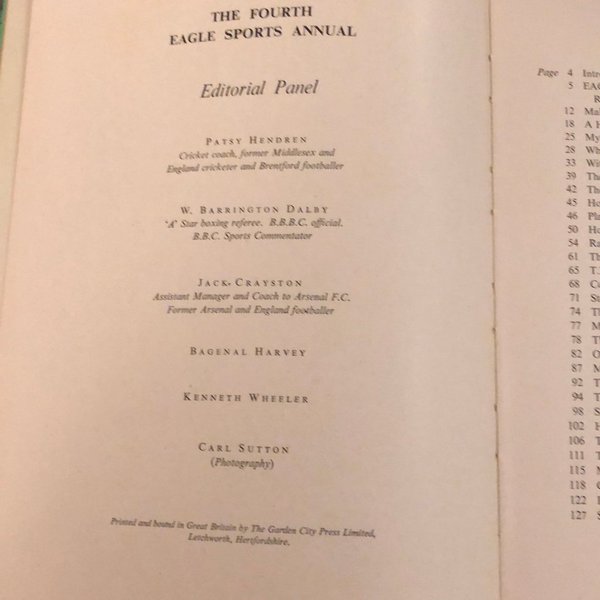 THE FOURTH
EAGLE SPORTS ANNUAL
Editorial Panel
PATSY HENDREN
Cricket coach, former Middlesex and
England cricketer and Brentford footballer
W. BARRINGTON DALBY
'A' Star boxing referee. B.B.B.C. official.
B.B.C. Sports Commentator
JACK CRAYSTON
Assistant Manager and Coach to Arsenal F.C.
Former Arsenal and England footballer
BAGENAL HARVEY
KENNETH WHEELER
CARL SUTTON
(Photography)
Printed and bound in Great Britain by The Garden City Press Limited,
Letchworth, Hertfordshire.
Page 4
5
12
18 A
25 My
28
33
39
42
45
46
50
54
61
65
68
71
74
77
78
82
87
92
94
98
102
106
111
115
118
122
127